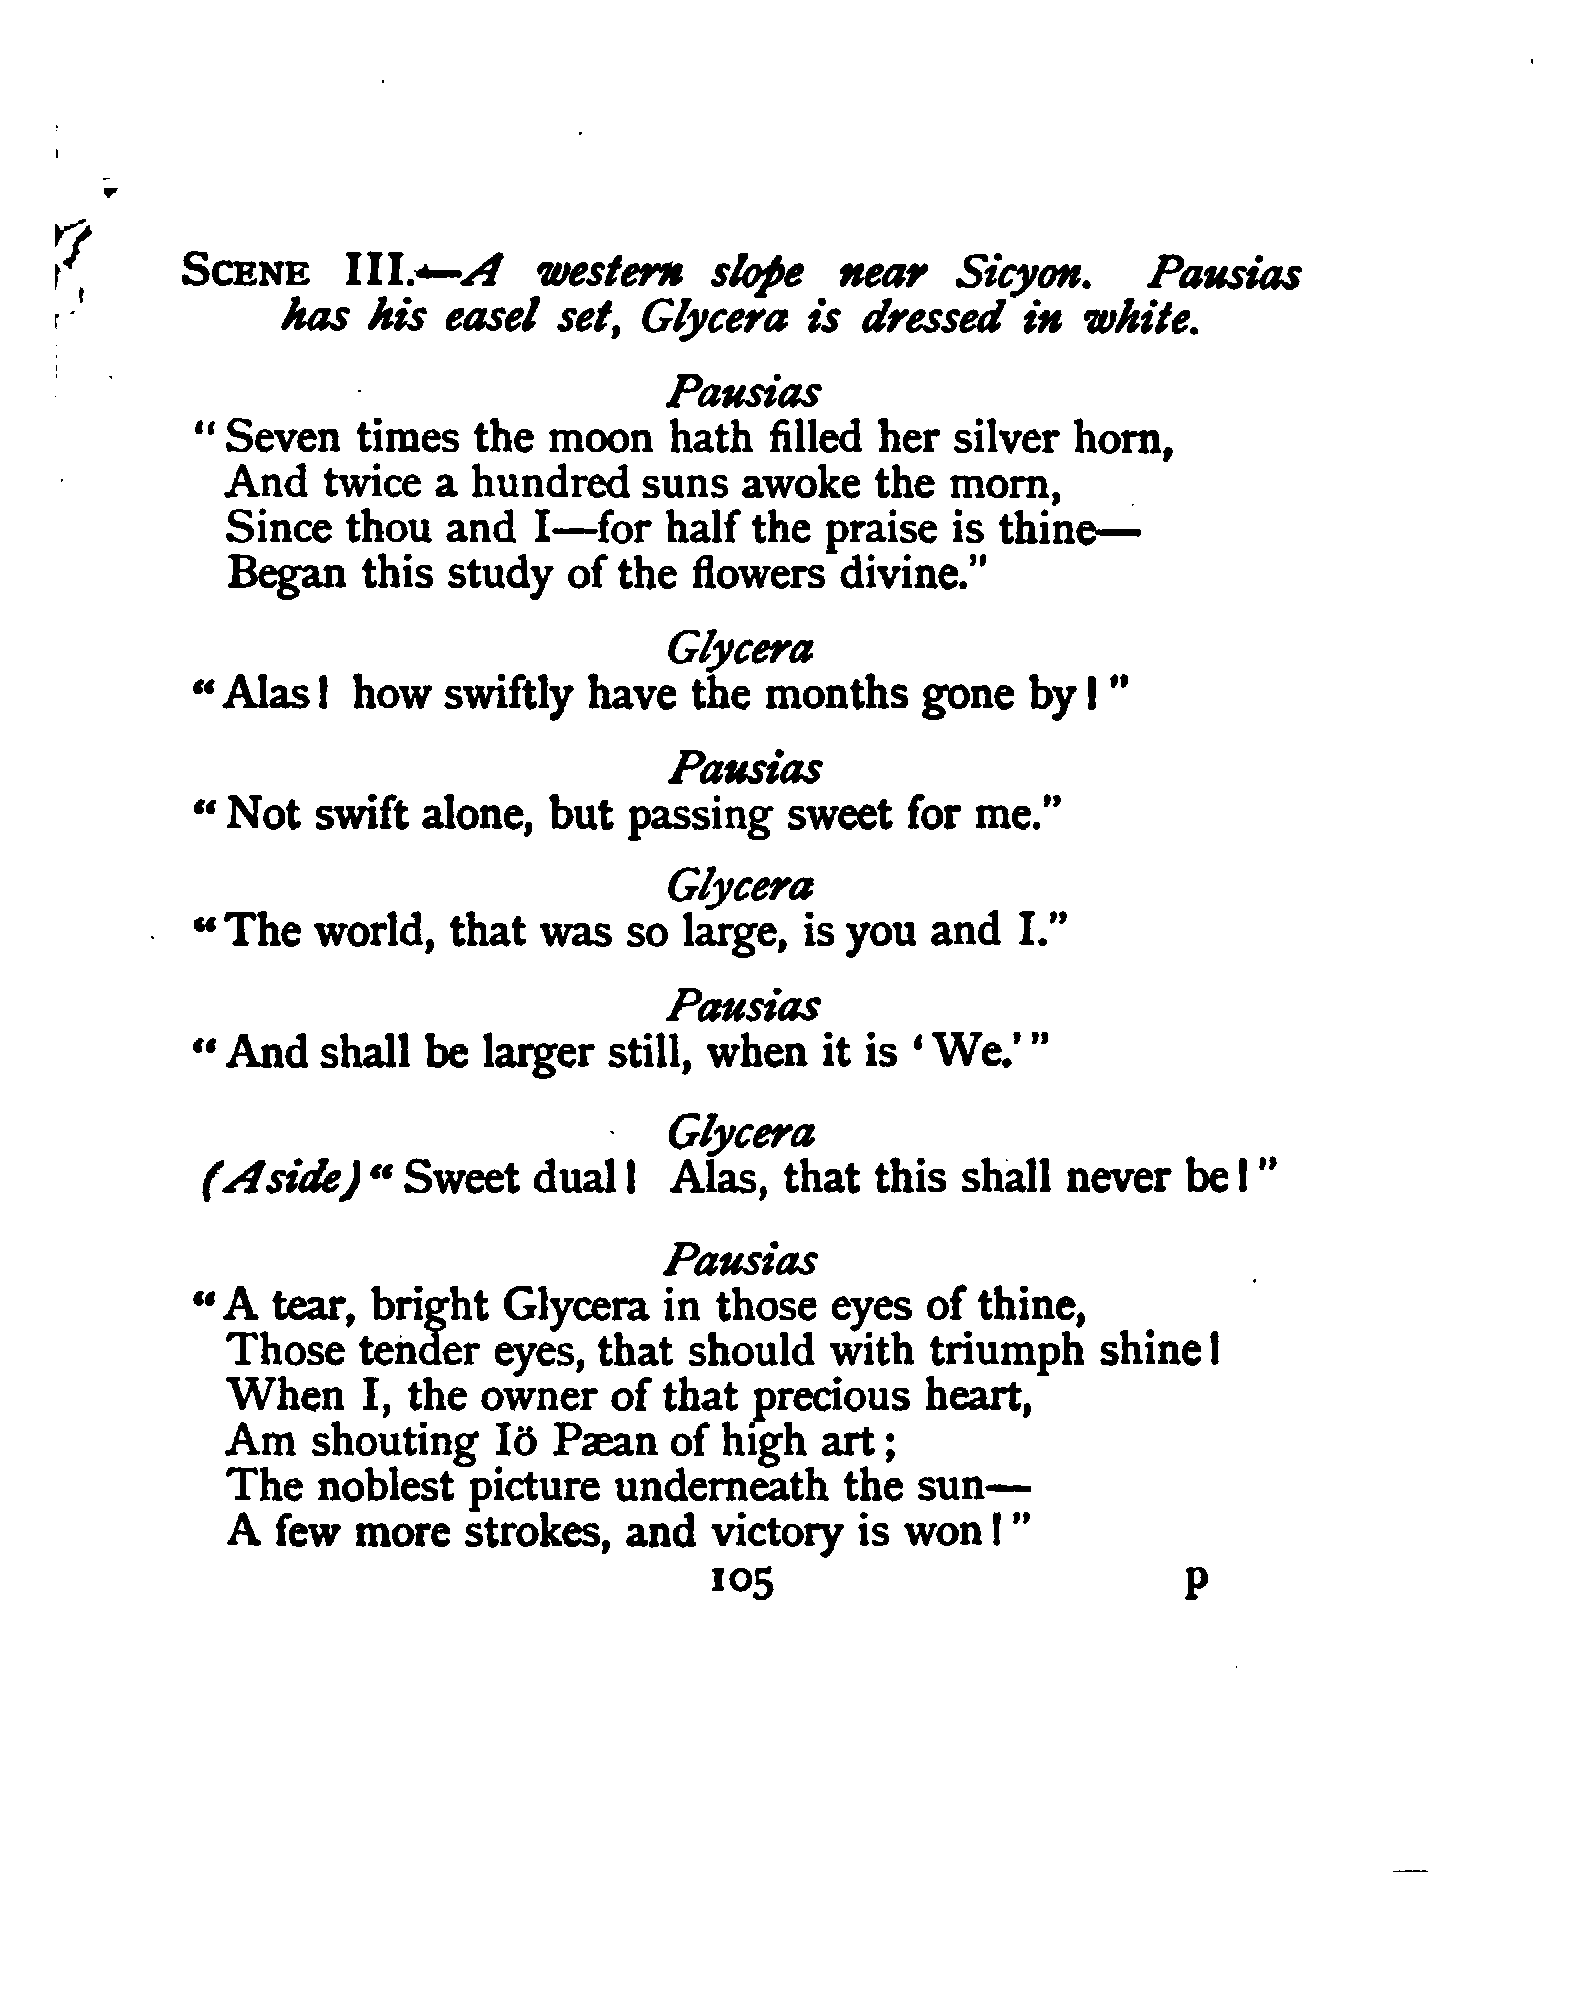 SCENE III.—A western slope near Sicyon. Pausias
has his easel set, Glycera is dressed in white.
Pausias
“Seven times the moon hath filled her silver horn,
And twice a hundred suns awoke the morn,
Since thou and I—for half the praise is thine—
Began this study of the flowers divine.”
Glycera
“Alas! how swiftly have the months gone by!”
Pausias
“Not swift alone, but passing sweet for me.”
Glycera
“The world, that was so large, is you and I.”
Pausias
“And shall be larger still, when it is ‘We.’”
Glycera
(Aside) “Sweet dual! Alas, that this shall never be!”
Pausias
“A tear, bright Glycera in those eyes of thine,
Those tender eyes, that should with triumph shine!
When I, the owner of that precious heart,
Am shouting Iö Pæan of high art;
The noblest picture underneath the sun—
A few more strokes, and victory is won!”
105 p